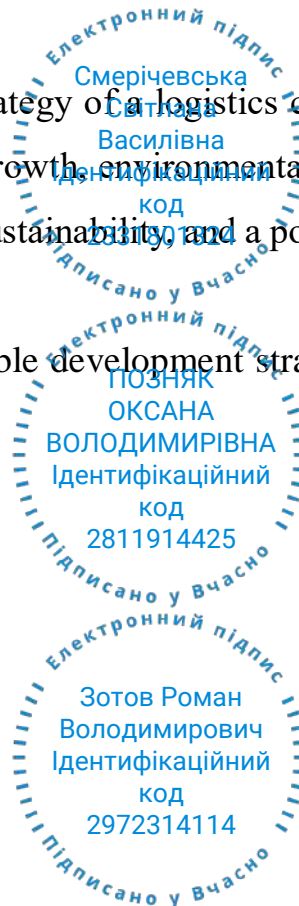 Електронний підпис
Смерічевська
ategy of a logistics c
Світлана
Василівна
rowth, environmenta
Ідентифікаційний
код
ustainability, and a po
Підписано у Вчасно
Електронний підпис
ble development stra
ПОЗНЯК
ОКСАНА
ВОЛОДИМИРІВНА
Ідентифікаційний
код
2811914425
Підписано у Вчасно
Електронний підпис
Зотов Роман
Володимирович
Ідентифікаційний
код
2972314114
Підписано у Вчасно